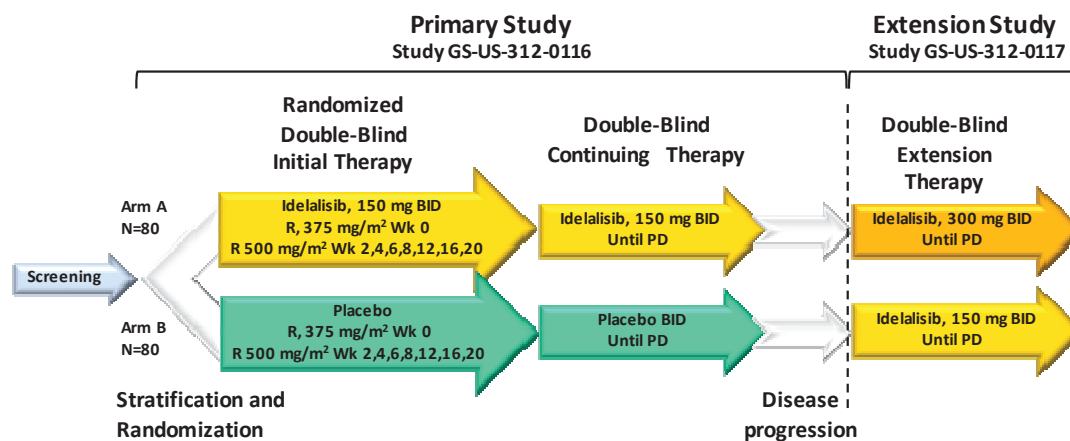 Primary Study
Study GS-US-312-0116
Extension Study
Study GS-US-312-0117
Randomized
Double-Blind
Initial Therapy
Double-Blind
Continuing Therapy
Double-Blind
Extension
Therapy
Arm A
N=80
Idelalisib, 150 mg BID
R, 375 mg/m² Wk 0
R 500 mg/m² Wk 2,4,6,8,12,16,20
Idelalisib, 150 mg BID
Until PD
Idelalisib, 300 mg BID
Until PD
Screening
Arm B
N=80
Placebo
R, 375 mg/m² Wk 0
R 500 mg/m² Wk 2,4,6,8,12,16,20
Placebo BID
Until PD
Idelalisib, 150 mg BID
Until PD
Stratification and
Randomization
Disease
progression